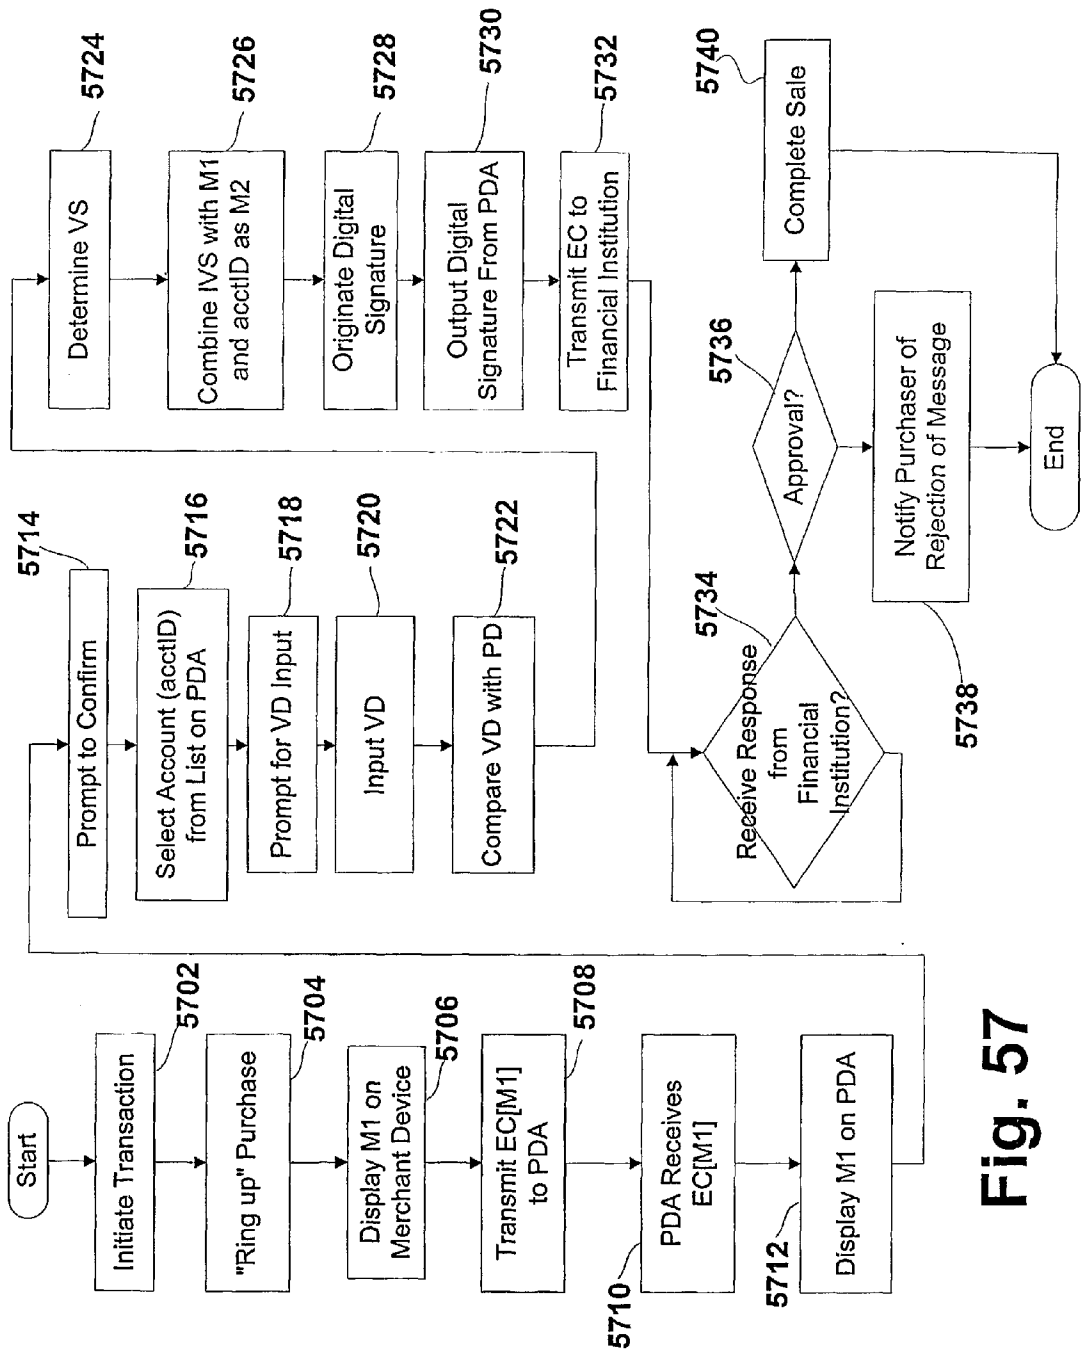 Start
Initiate Transaction
5702
"Ring up" Purchase
5704
Display M1 on
Merchant Device
5706
Transmit EC[M1]
to PDA
5708
PDA Receives
EC[M1]
5710
Display M1 on PDA
5712
Prompt to Confirm
5714
Select Account (acctID)
from List on PDA
5716
Prompt for VD Input
5718
Input VD
5720
Compare VD with PD
5722
Determine VS
5724
Combine IVS with M1
and acctID as M2
5726
Originate Digital
Signature
5728
Output Digital
Signature From PDA
5730
Transmit EC to
Financial Institution
5732
Receive Response
from
Financial
Institution?
5734
Approval?
5736
Notify Purchaser of
Rejection of Message
5738
Complete Sale
5740
End
Fig. 57